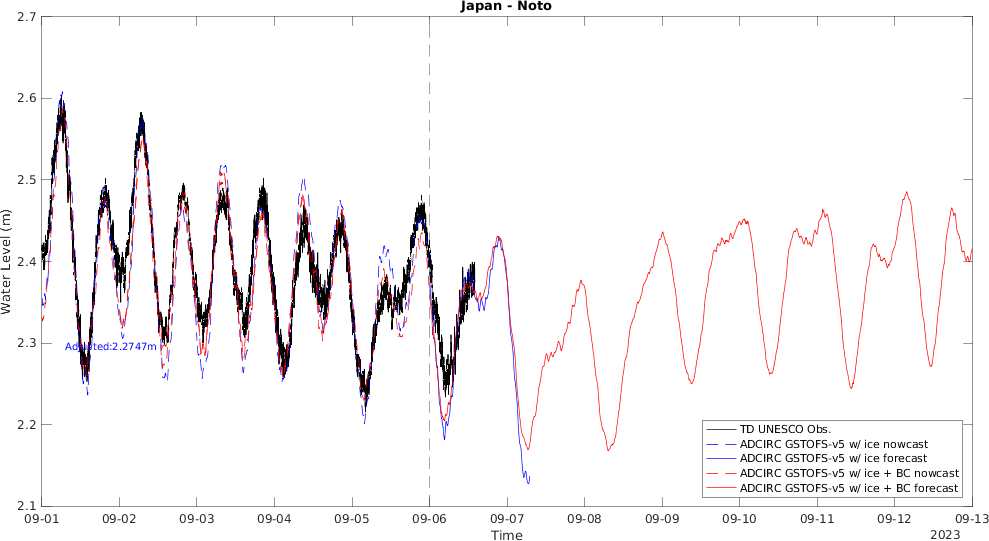 Japan - Noto
Water Level (m)
2.7
2.6
2.5
2.4
2.3
2.2
2.1
Adapted:2.2747m
TD UNESCO Obs.
ADCIRC GSTOFS-v5 w/ ice nowcast
ADCIRC GSTOFS-v5 w/ ice forecast
ADCIRC GSTOFS-v5 w/ ice + BC nowcast
ADCIRC GSTOFS-v5 w/ ice + BC forecast
09-01 09-02 09-03 09-04 09-05 09-06 09-07 09-08 09-09 09-10 09-11 09-12 09-13
Time
2023